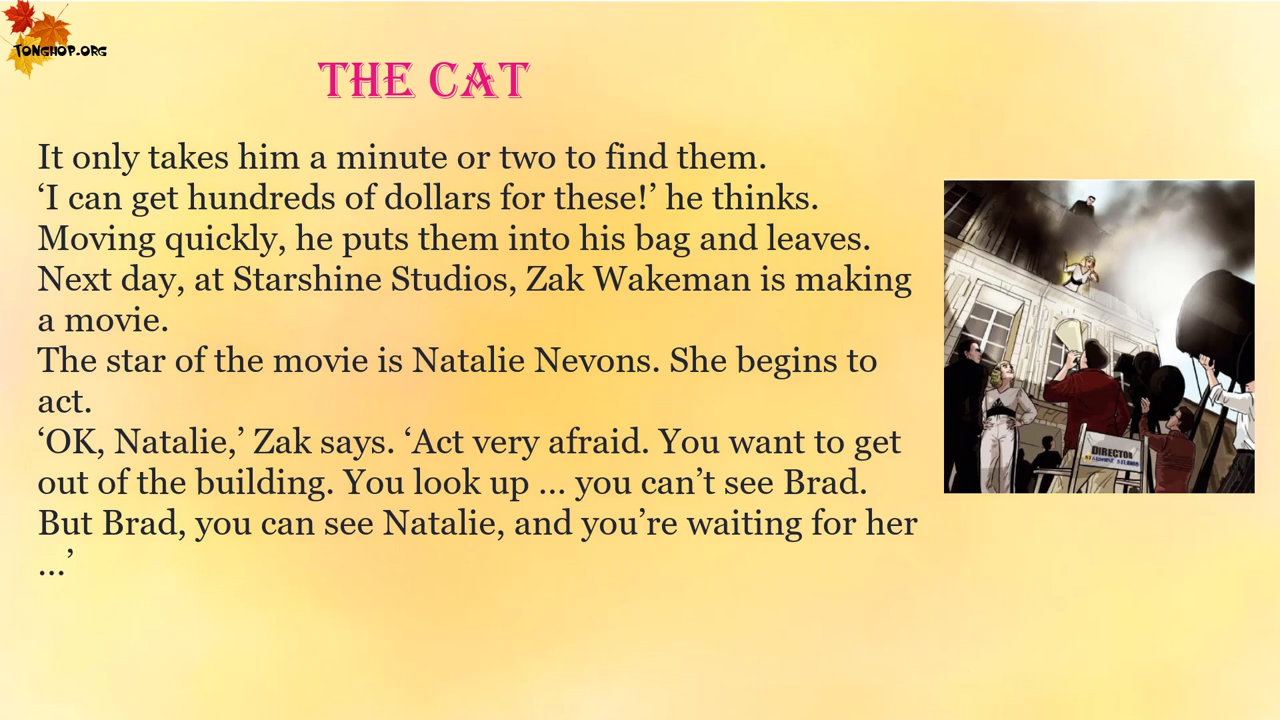 TONGHOP.ORG
THE CAT
It only takes him a minute or two to find them.
‘I can get hundreds of dollars for these!’ he thinks.
Moving quickly, he puts them into his bag and leaves.
Next day, at Starshine Studios, Zak Wakeman is making
a movie.
The star of the movie is Natalie Nevons. She begins to
act.
‘OK, Natalie,’ Zak says. ‘Act very afraid. You want to get
out of the building. You look up ... you can’t see Brad.
But Brad, you can see Natalie, and you’re waiting for her
...’
DIRECTOR
STARSHINE STUDIOS